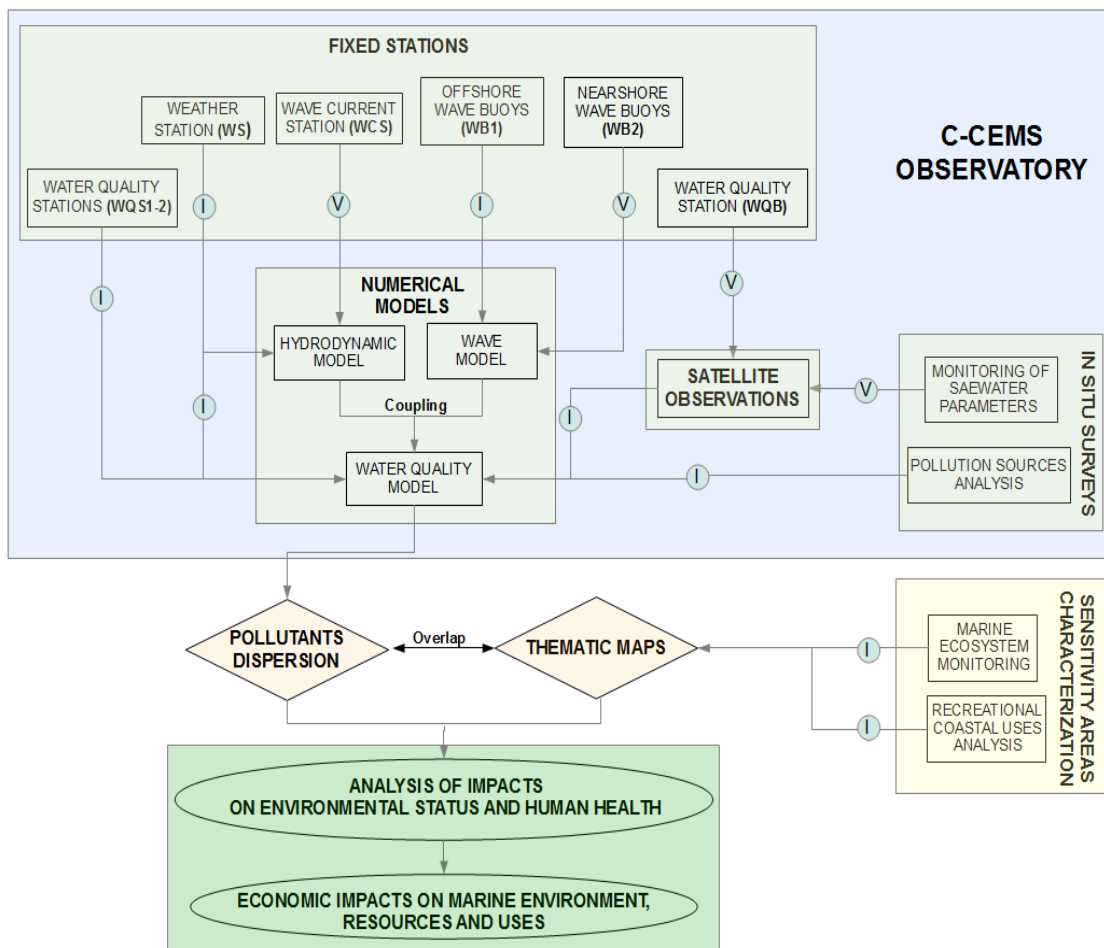 FIXED STATIONS
WEATHER
STATION (WS)
WAVE CURRENT
STATION (WCS)
OFFSHORE
WAVE BUOYS
(WB1)
NEARSHORE
WAVE BUOYS
(WB2)
C-CEMS
OBSERVATORY
WATER QUALITY
STATIONS (WQS1-2)
WATER QUALITY
STATION (WQB)
I
V
I
V
V
I
NUMERICAL
MODELS
HYDRODYNAMIC
MODEL
WAVE
MODEL
SATELLITE
OBSERVATIONS
V
MONITORING OF
SAEWATER
PARAMETERS
IN SITU SURVEYS
I
Coupling
I
WATER QUALITY
MODEL
I
POLLUTION SOURCES
ANALYSIS
POLLUTANTS
DISPERSION
Overlap
THEMATIC MAPS
I
MARINE
ECOSYSTEM
MONITORING
I
RECREATIONAL
COASTAL USES
ANALYSIS
SENSITIVITY AREAS
CHARACTERIZATION
ANALYSIS OF IMPACTS
ON ENVIRONMENTAL STATUS AND HUMAN HEALTH
ECONOMIC IMPACTS ON MARINE ENVIRONMENT,
RESOURCES AND USES